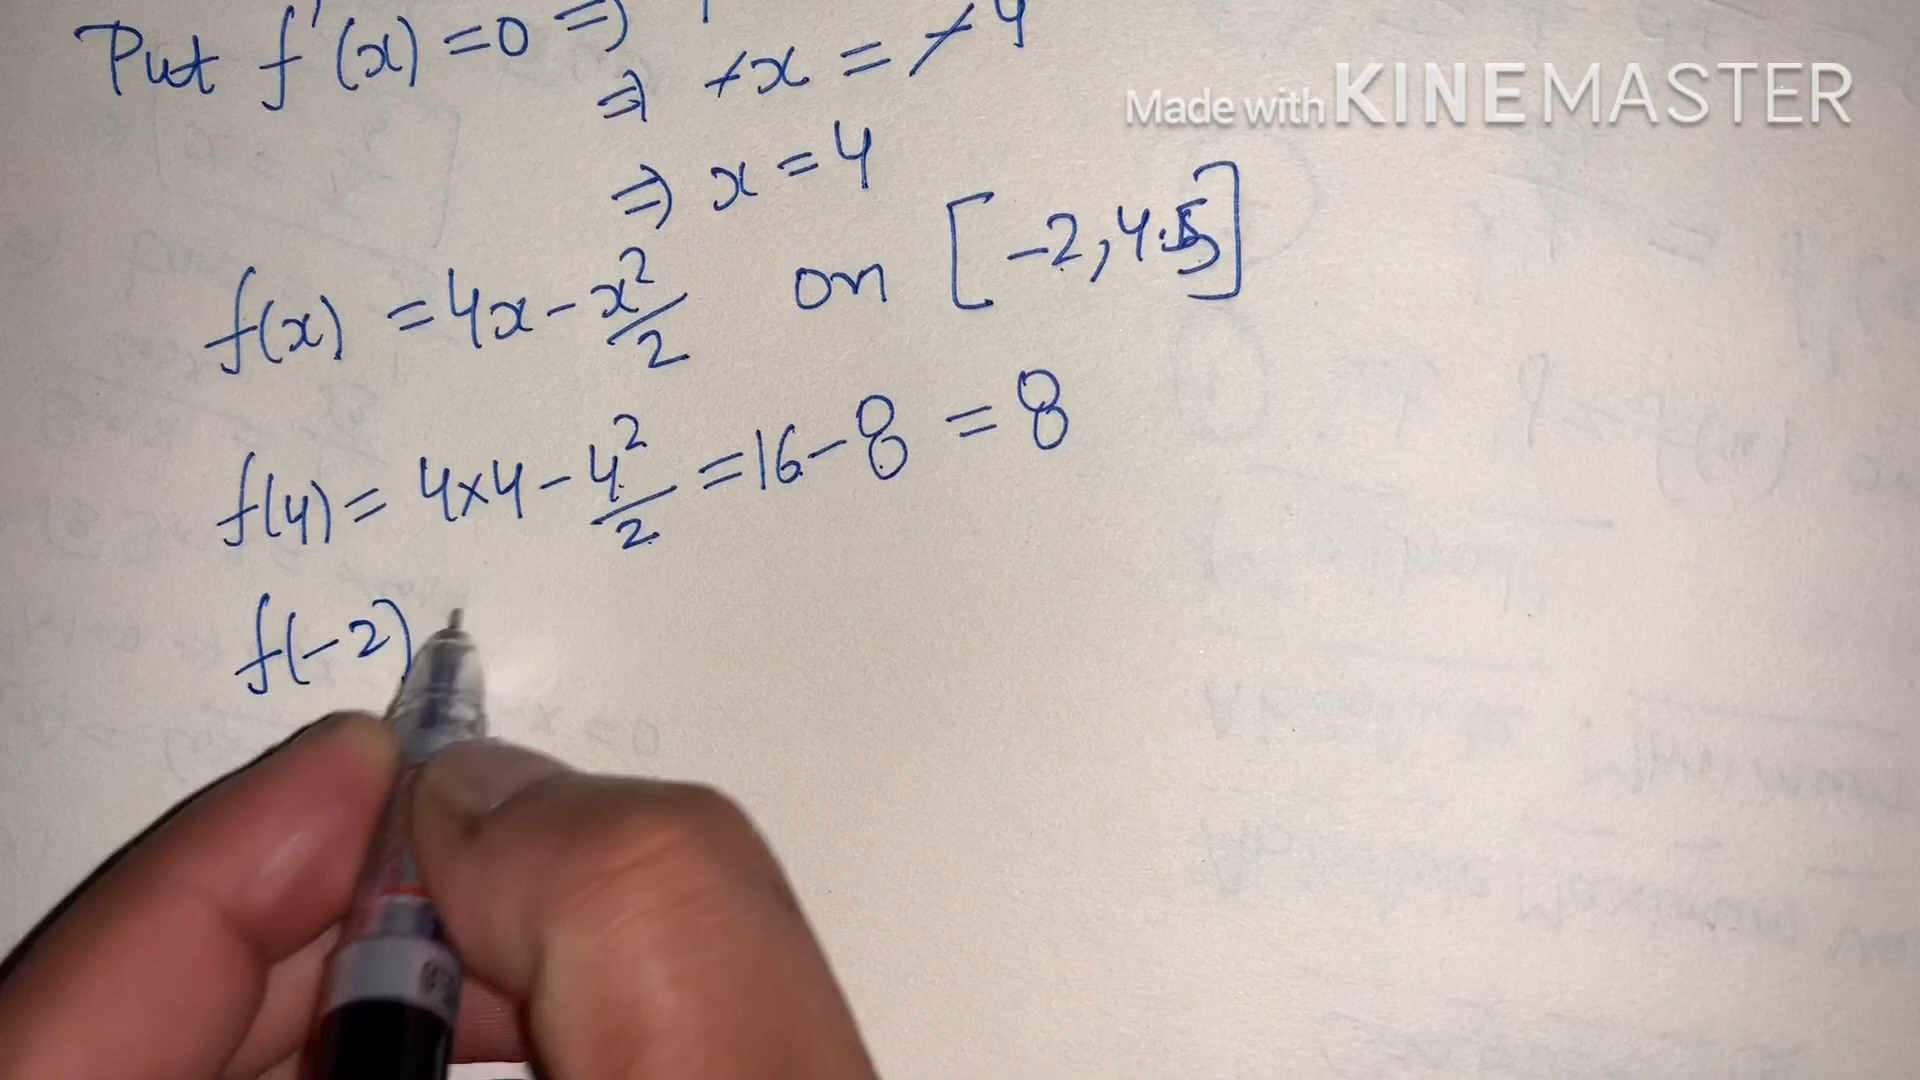 Put f'(x) = 0 ⇒
⇒ +x = +4
Made with KINEMASTER
⇒ x = 4
f(x) = 4x - x²/2 on [-2, 4.5]
f(4) = 4×4 - 4²/2 = 16 - 8 = 8
f(-2)